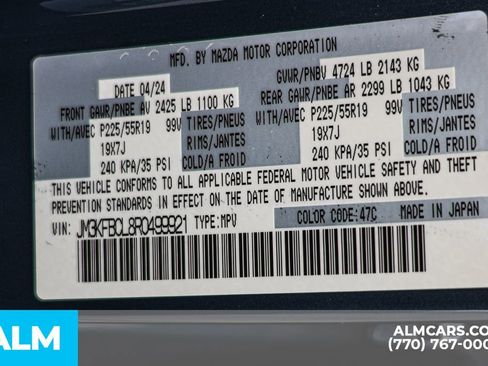 MFD. BY MAZDA MOTOR CORPORATION
DATE 04/24 GVWR/PNBV 4724 LB 2143 KG
FRONT GAWR/PNBE AV 2425 LB 1100 KG REAR GAWR/PNBE AR 2299 LB 1043 KG
WITH/AVEC P225/55R19 99V TIRES/PNEUS WITH/AVEC P225/55R19 99V TIRES/PNEUS
19X7J RIMS/JANTES 19X7J RIMS/JANTES
240 KPA/35 PSI COLD/A FROID 240 KPA/35 PSI COLD/A FROID
THIS VEHICLE CONFORMS TO ALL APPLICABLE FEDERAL MOTOR VEHICLE SAFETY AND THEFT
PREVENTION STANDARDS IN EFFECT ON THE DATE OF MANUFACTURE SHOWN ABOVE.
VIN: JM3KFBCL8R0499921 TYPE: MPV COLOR CODE: 47C MADE IN JAPAN
ALM
ALMCARS.CO
(770) 767-000